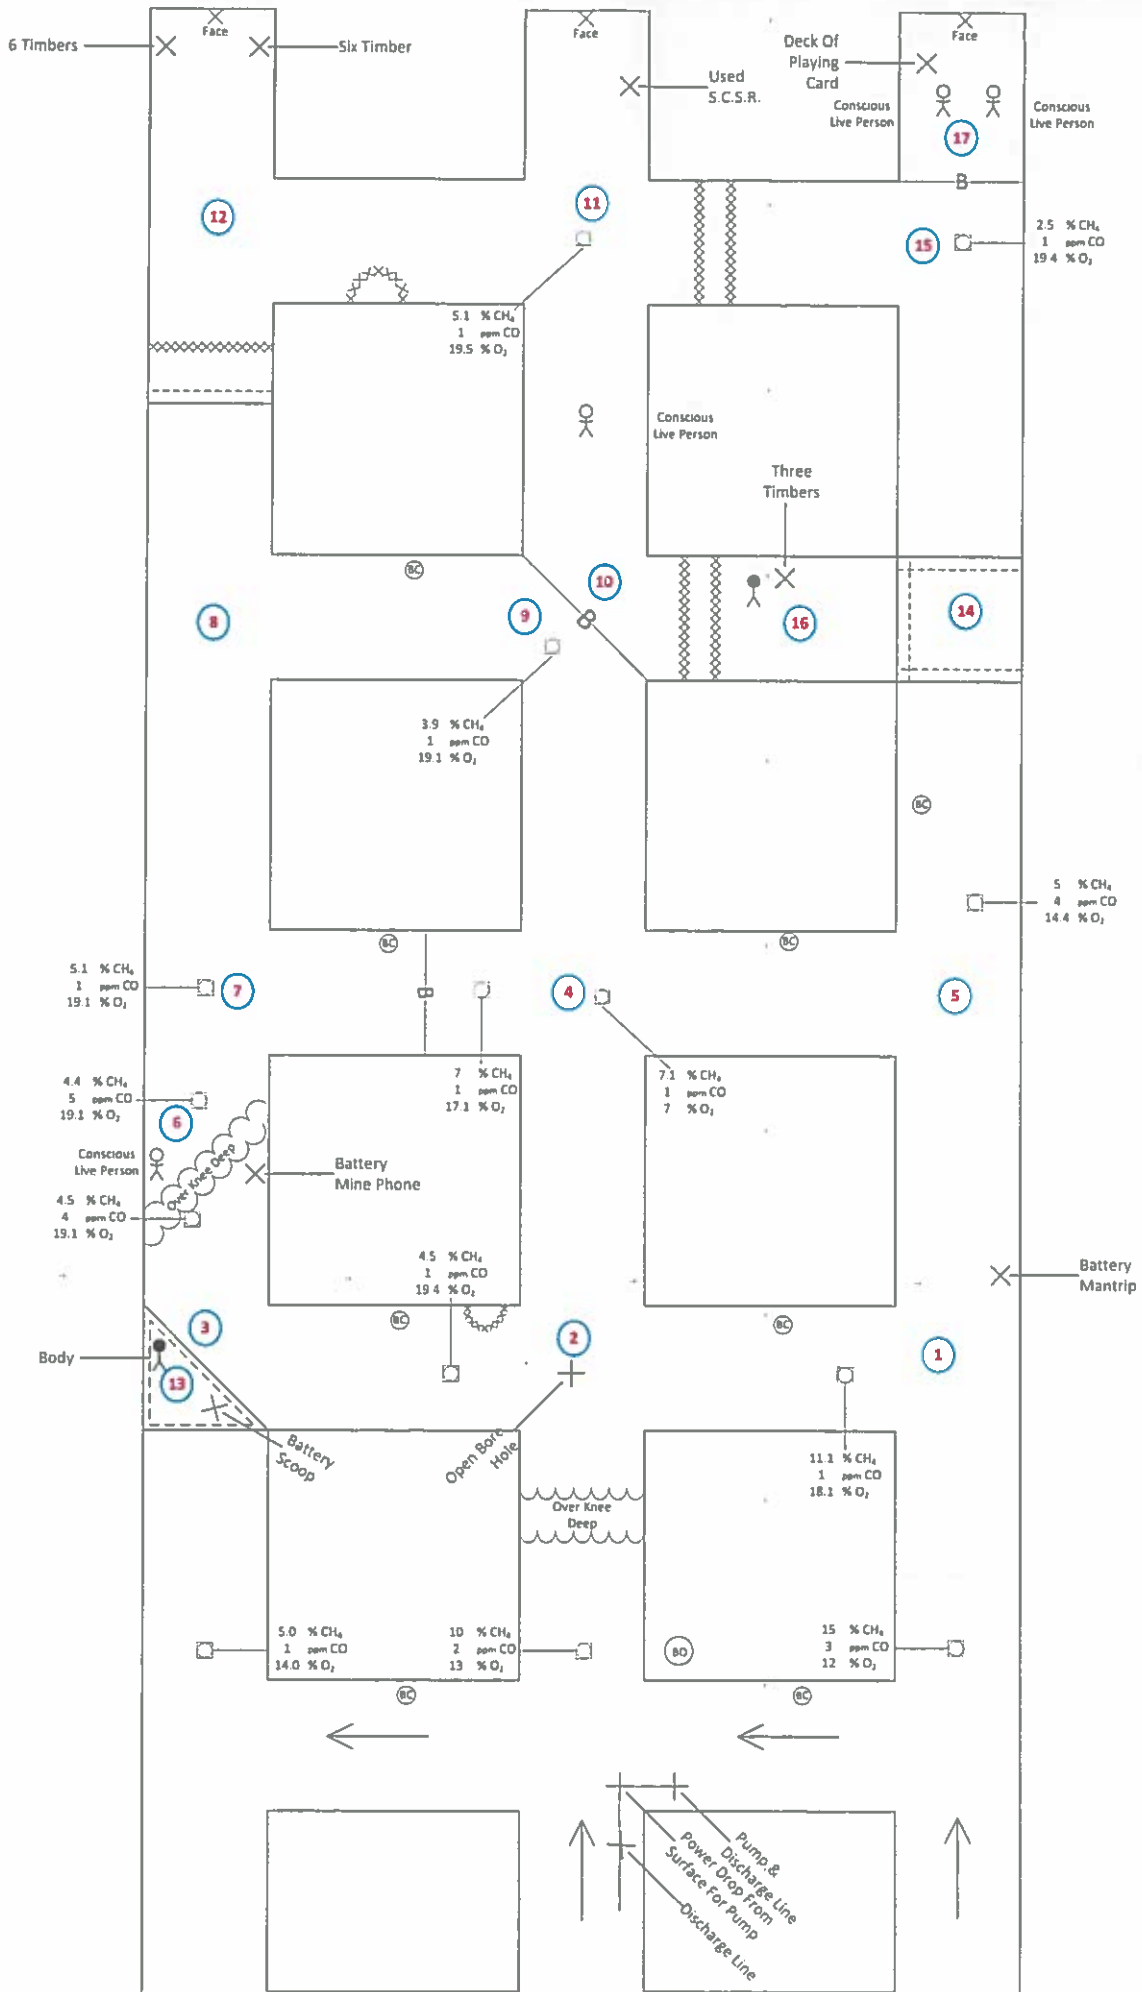 Face
6 Timbers
Six Timber
Face
Used
S.C.S.R.
Face
Deck Of
Playing
Card
Conscious
Live Person
Conscious
Live Person
17
B
12
11
15
2.5 % CH₄
1 ppm CO
19.4 % O₂
5.1 % CH₄
1 ppm CO
19.5 % O₂
Conscious
Live Person
Three
Timbers
BC
10
9
B
8
16
14
3.9 % CH₄
1 ppm CO
19.1 % O₂
BC
5 % CH₄
4 ppm CO
14.4 % O₂
BC
BC
5.1 % CH₄
1 ppm CO
19.1 % O₂
7
B
4
5
7 % CH₄
1 ppm CO
17.1 % O₂
7.1 % CH₄
1 ppm CO
7 % O₂
4.4 % CH₄
5 ppm CO
19.1 % O₂
6
Conscious
Live Person
Over Knee Deep
Battery
Mine Phone
4.5 % CH₄
4 ppm CO
19.1 % O₂
4.5 % CH₄
1 ppm CO
19.4 % O₂
Battery
Mantrip
BC
BC
3
2
1
Body
13
Battery
Scoop
Open Bore
Hole
11.1 % CH₄
1 ppm CO
18.1 % O₂
Over Knee
Deep
5.0 % CH₄
1 ppm CO
14.0 % O₂
10 % CH₄
2 ppm CO
13 % O₂
BD
15 % CH₄
3 ppm CO
12 % O₂
BC
BC
Pump &
Discharge Line
Power Drop From
Surface For Pump
Discharge Line